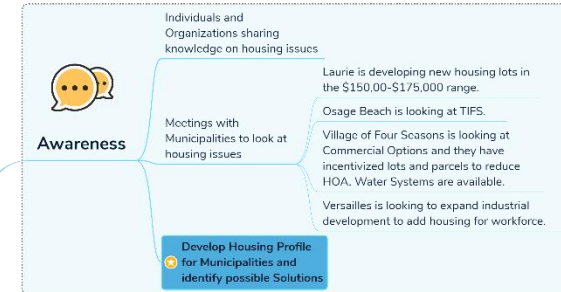 Individuals and
Organizations sharing
knowledge on housing issues
Awareness
Meetings with
Municipalities to look at
housing issues
Laurie is developing new housing lots in
the $150,00-$175,000 range.
Osage Beach is looking at TIFS.
Village of Four Seasons is looking at
Commercial Options and they have
incentivized lots and parcels to reduce
HOA. Water Systems are available.
Versailles is looking to expand industrial
development to add housing for workforce.
Develop Housing Profile
for Municipalities and
identify possible Solutions